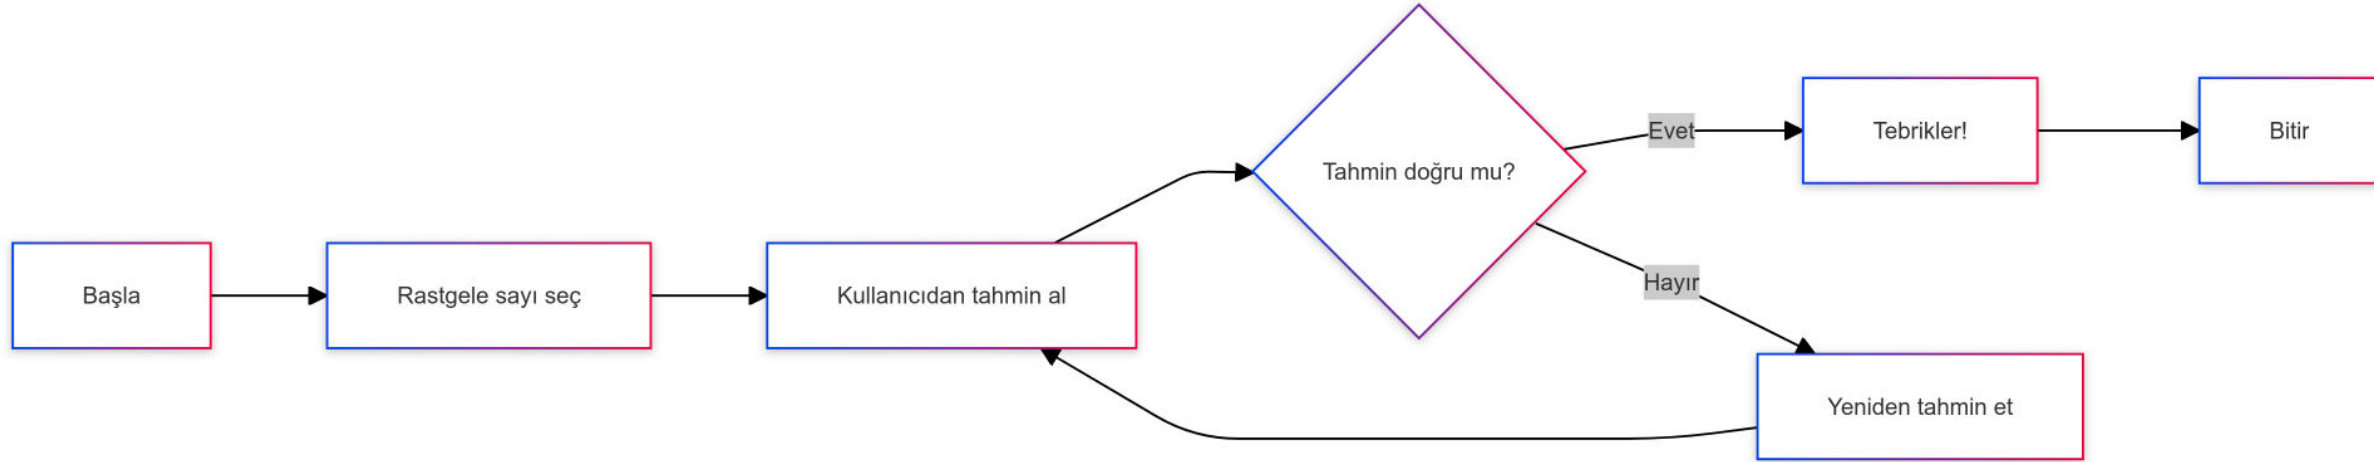 Başla
Rastgele sayı seç
Kullanıcıdan tahmin al
Tahmin doğru mu?
Evet
Tebrikler!
Bitir
Hayır
Yeniden tahmin et